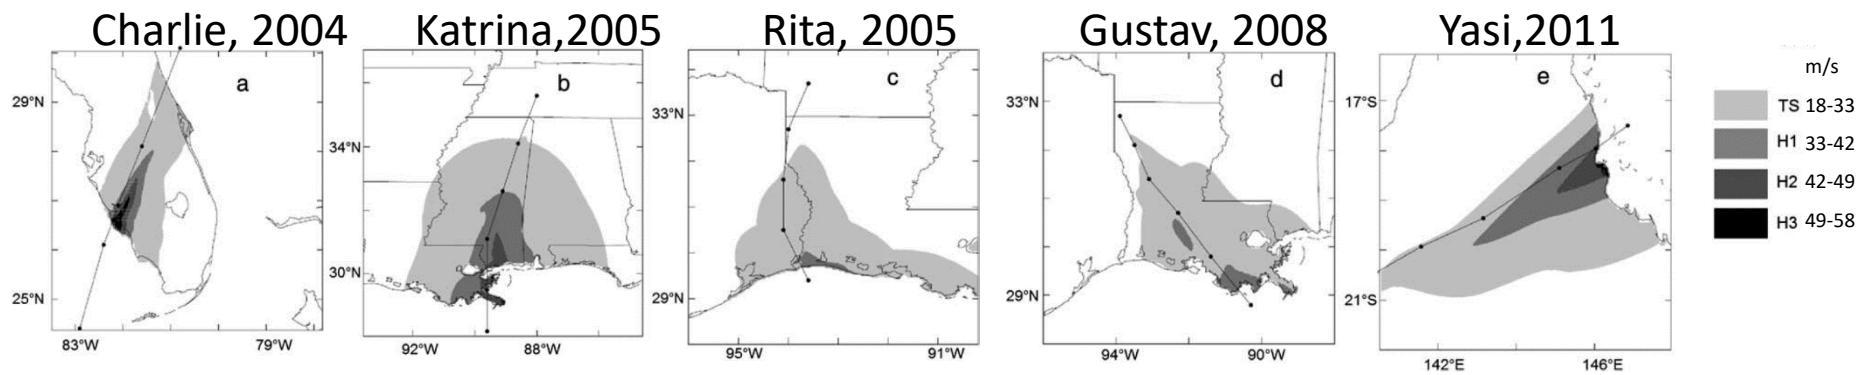 Charlie, 2004
Katrina,2005
Rita, 2005
Gustav, 2008
Yasi,2011
a
29°N
25°N
83°W
79°W
b
34°N
30°N
92°W
88°W
c
33°N
29°N
95°W
91°W
d
33°N
29°N
94°W
90°W
e
17°S
21°S
142°E
146°E
m/s
TS 18-33
H1 33-42
H2 42-49
H3 49-58